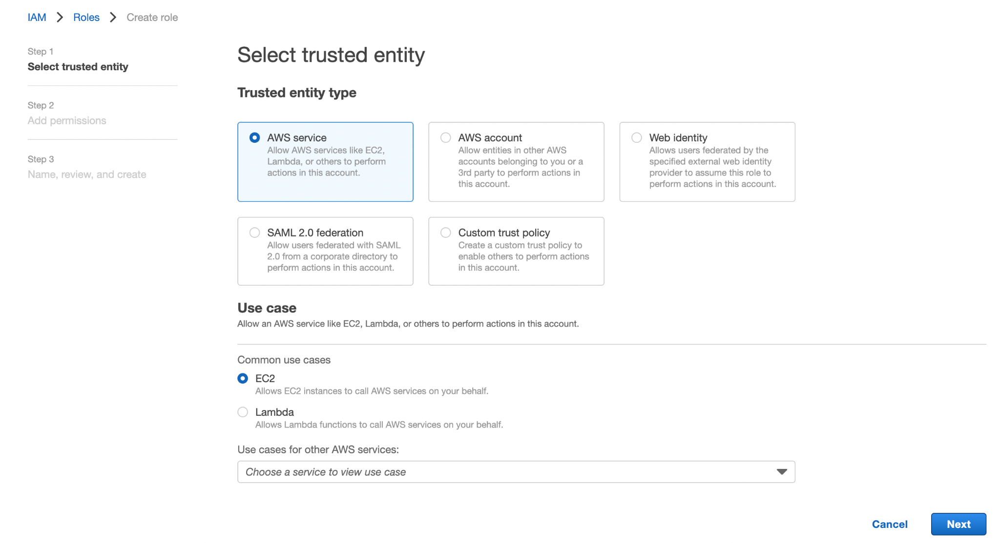 IAM > Roles > Create role
Step 1
Select trusted entity
Step 2
Add permissions
Step 3
Name, review, and create
Select trusted entity
Trusted entity type
AWS service
Allow AWS services like EC2,
Lambda, or others to perform
actions in this account.
AWS account
Allow entities in other AWS
accounts belonging to you or a
3rd party to perform actions in
this account.
Web identity
Allows users federated by the
specified external web identity
provider to assume this role to
perform actions in this account.
SAML 2.0 federation
Allow users federated with SAML
2.0 from a corporate directory to
perform actions in this account.
Custom trust policy
Create a custom trust policy to
enable others to perform actions
in this account.
Use case
Allow an AWS service like EC2, Lambda, or others to perform actions in this account.
Common use cases
EC2
Allows EC2 instances to call AWS services on your behalf.
Lambda
Allows Lambda functions to call AWS services on your behalf.
Use cases for other AWS services:
Choose a service to view use case
Cancel
Next